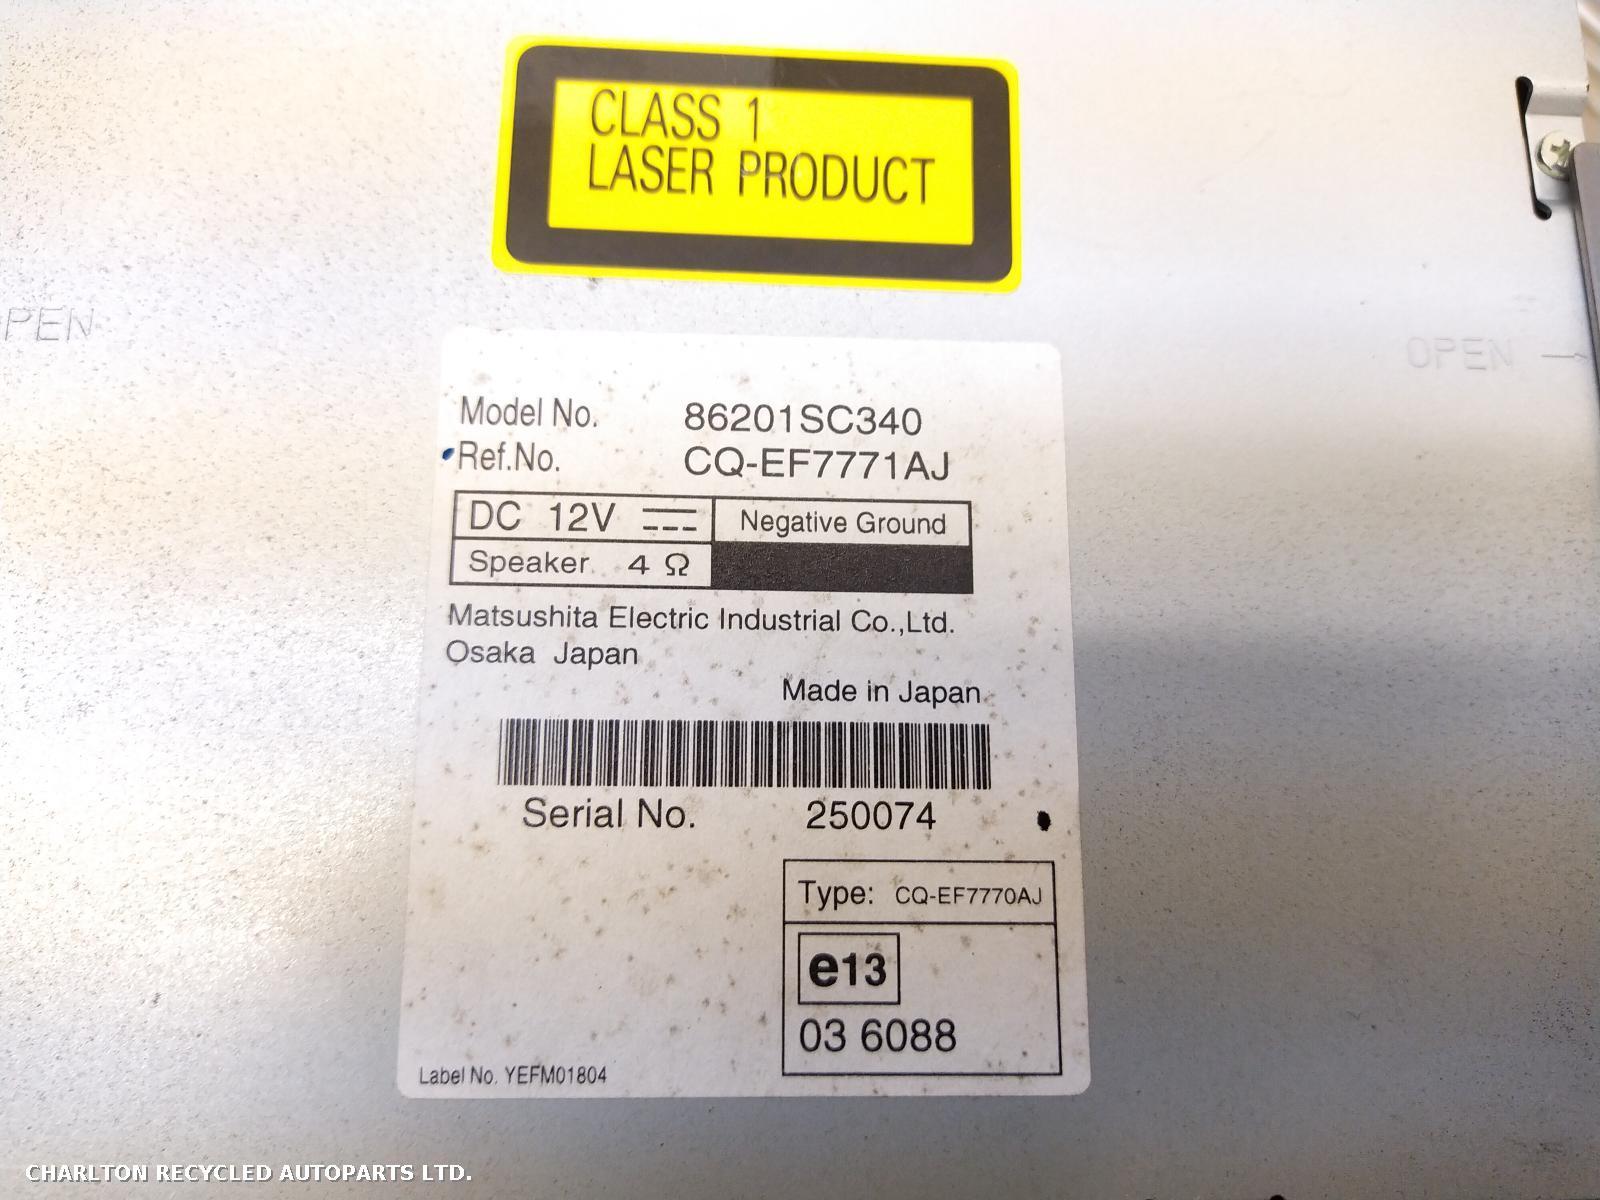 CLASS 1
LASER PRODUCT
OPEN
Model No. 86201SC340
Ref.No. CQ-EF7771AJ
DC 12V Negative Ground
Speaker 4 Ω
Matsushita Electric Industrial Co.,Ltd.
Osaka Japan
Made in Japan
Serial No. 250074
Type: CQ-EF7770AJ
e13
03 6088
Label No. YEFM01804
CHARLTON RECYCLED AUTOPARTS LTD.